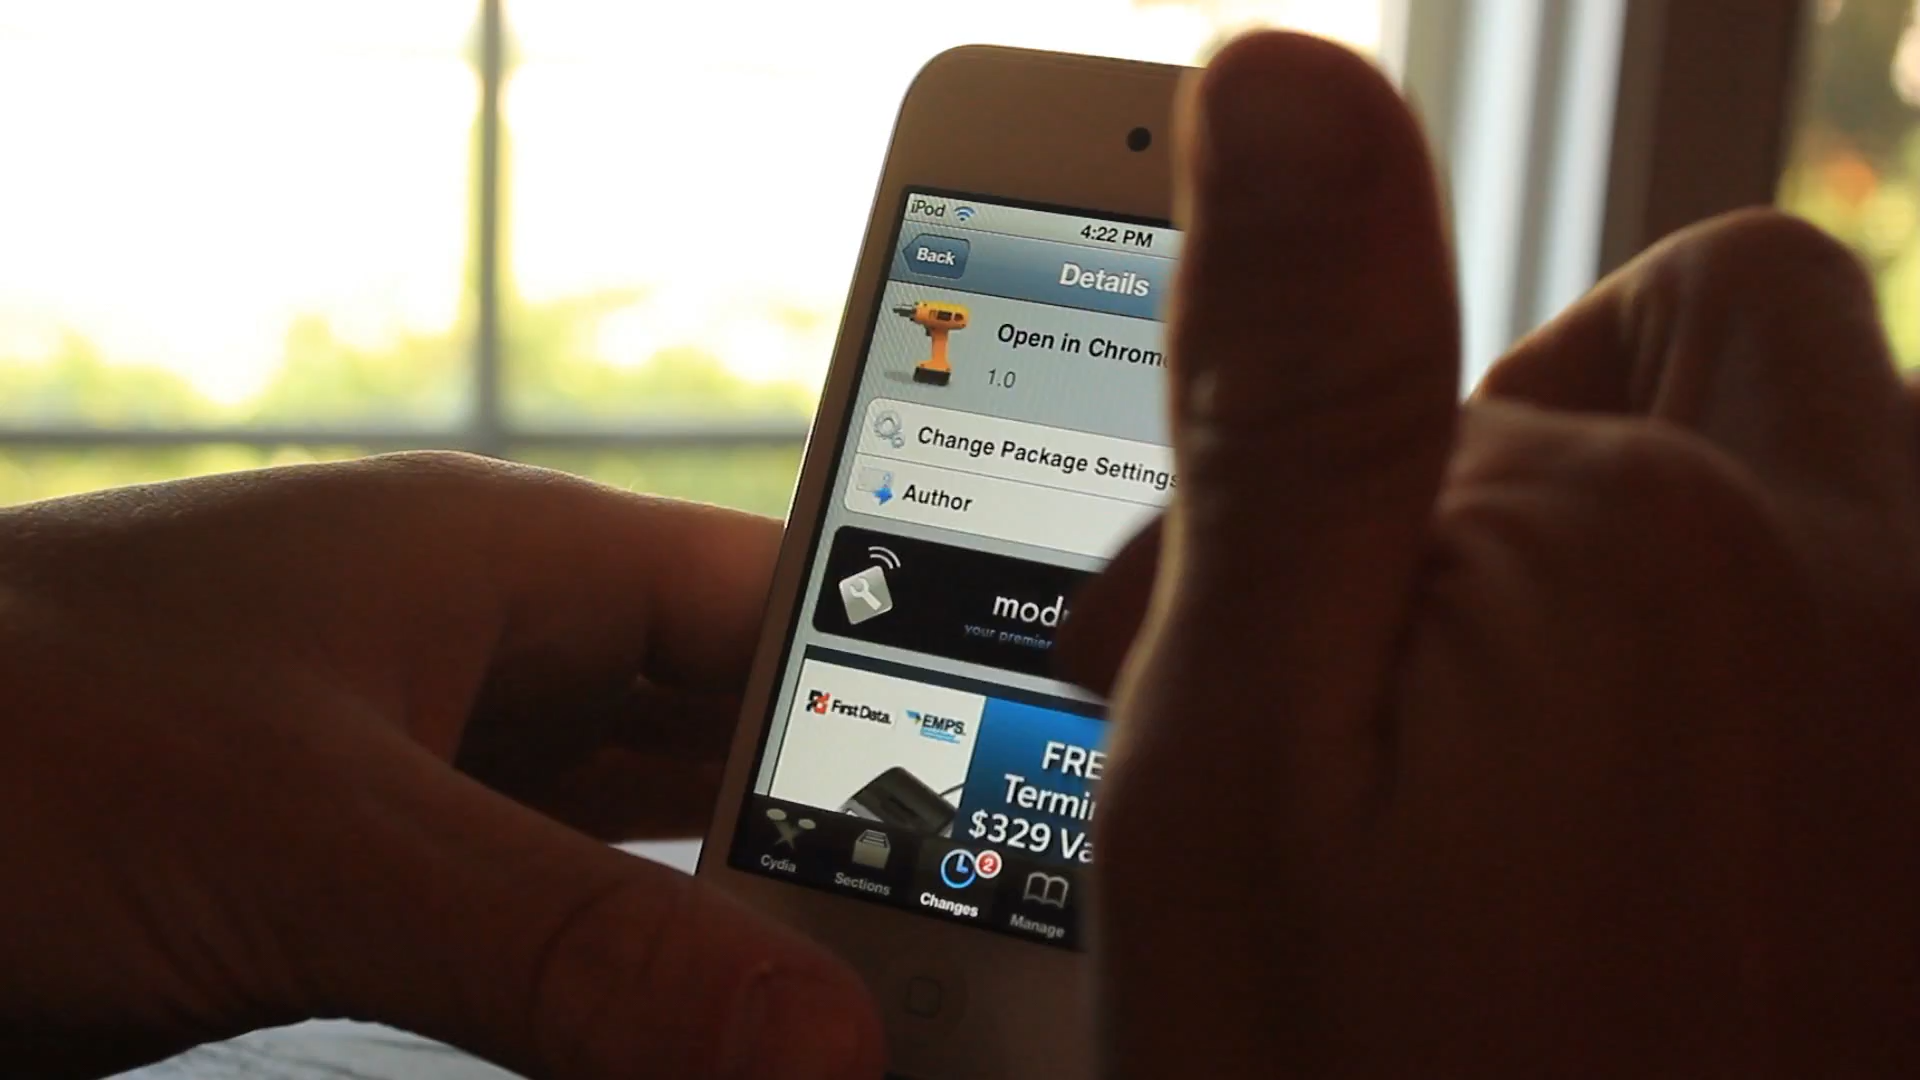 iPod
4:22 PM
Back
Details
Open in Chrom
1.0
Change Package Settings
Author
mod
your premier
First Data.
EMPS.
FRE
Termi
$329 Va
Cydia
Sections
2
Changes
Manage